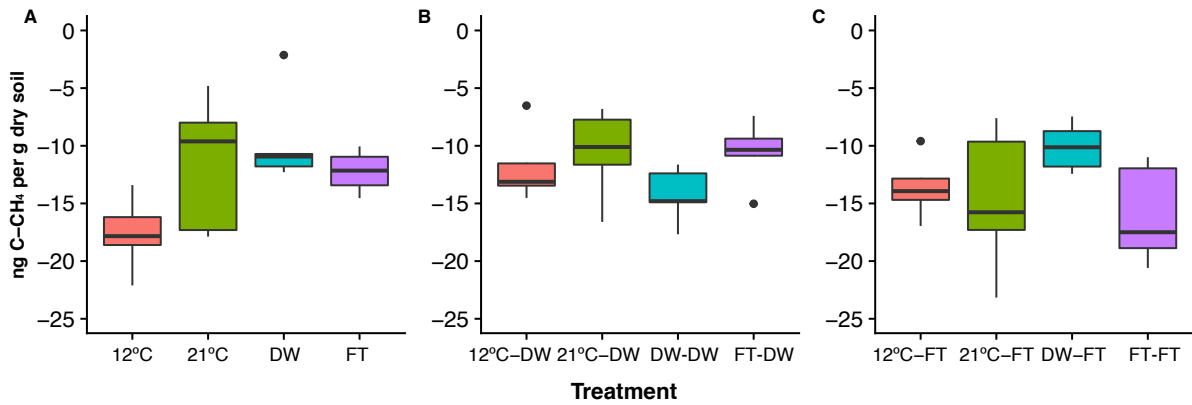 A
B
C
ng C–CH₄ per g dry soil
0
−5
−10
−15
−20
−25
12ºC
21ºC
DW
FT
0
−5
−10
−15
−20
−25
12ºC–DW
21ºC–DW
DW-DW
FT-DW
0
−5
−10
−15
−20
−25
12ºC–FT
21ºC–FT
DW–FT
FT-FT
Treatment